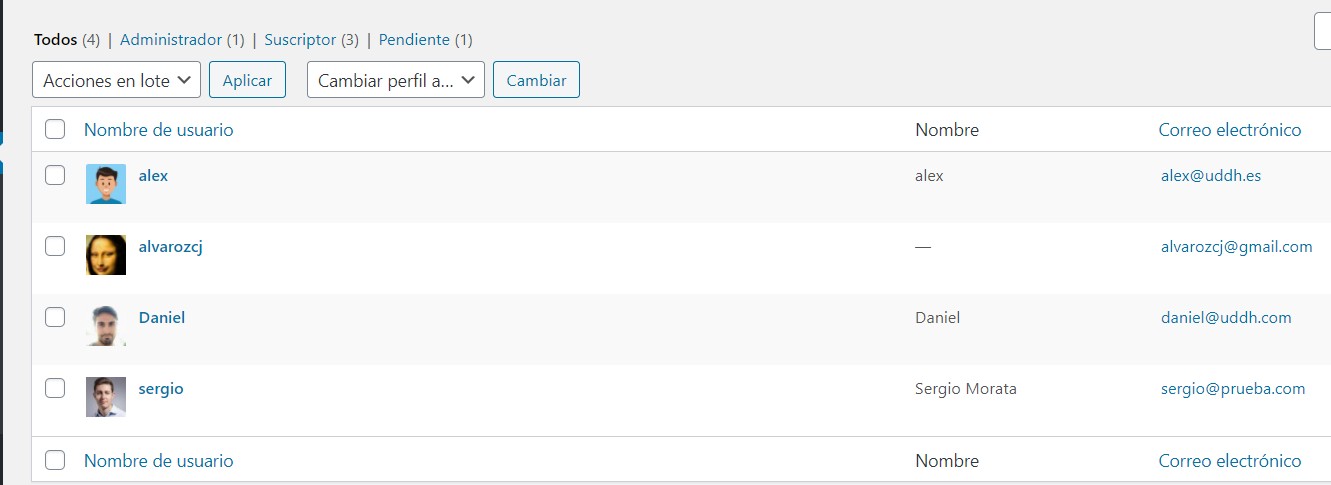 Todos (4) | Administrador (1) | Suscriptor (3) | Pendiente (1)
Acciones en lote Aplicar Cambiar perfil a... Cambiar
Nombre de usuario Nombre Correo electrónico
alex alex alex@uddh.es
alvarozcj — alvarozcj@gmail.com
Daniel Daniel daniel@uddh.com
sergio Sergio Morata sergio@prueba.com
Nombre de usuario Nombre Correo electrónico